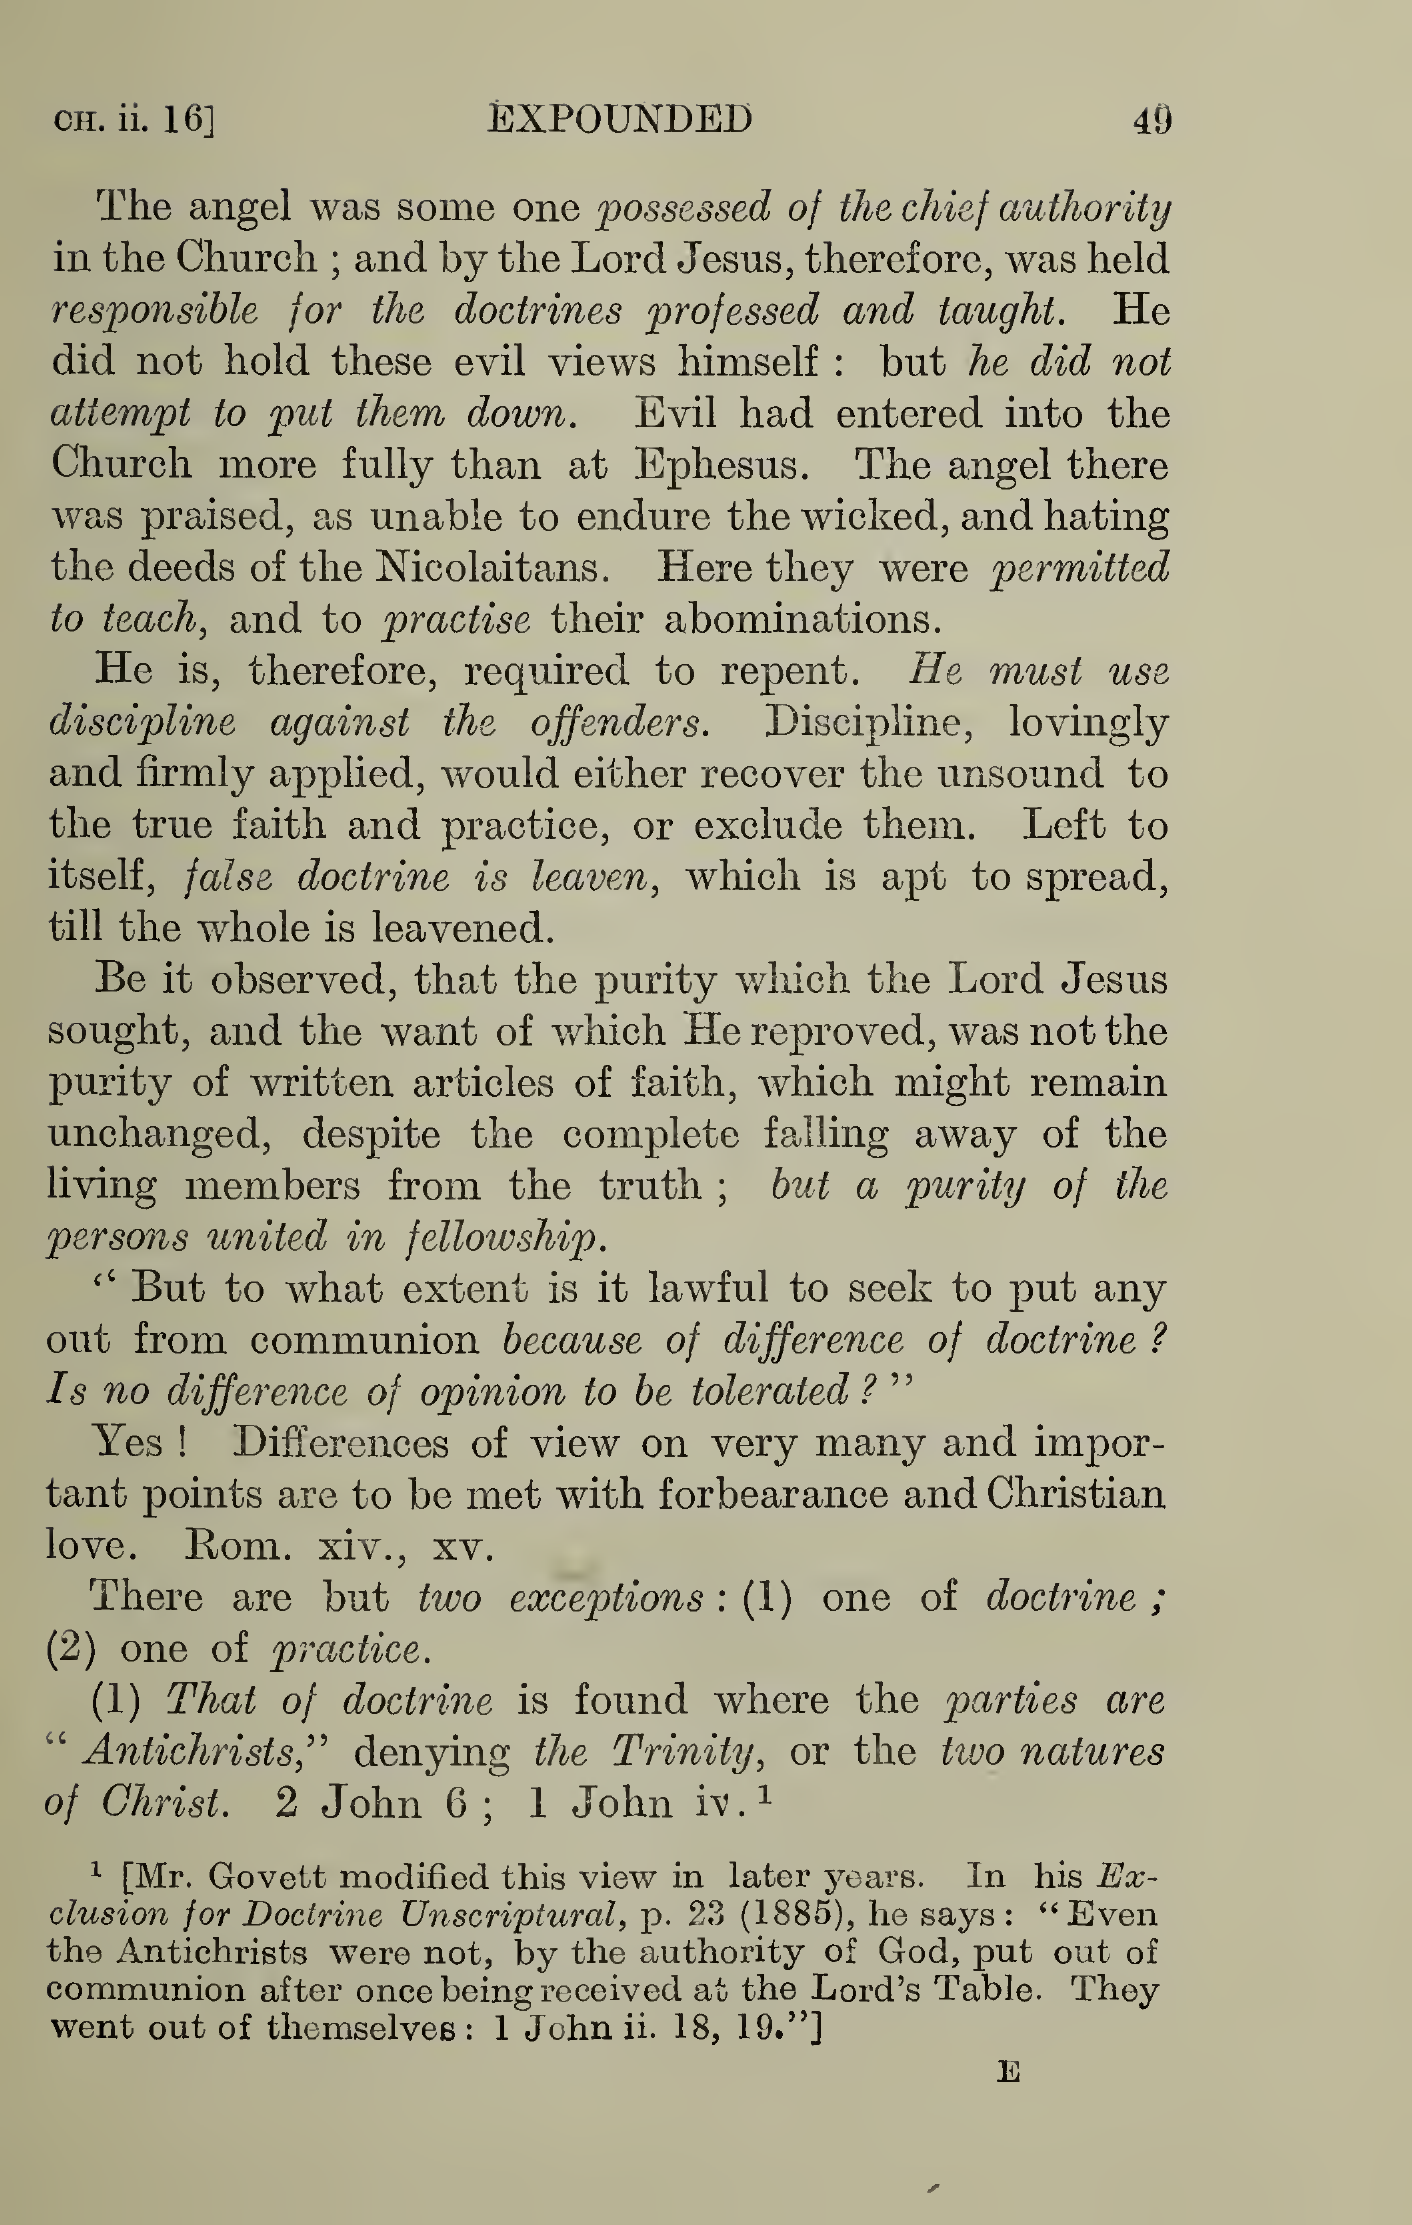 CH. ii. 16] EXPOUNDED 49
The angel was some one possessed of the chief authority
in the Church ; and by the Lord Jesus, therefore, was held
responsible for the doctrines professed and taught. He
did not hold these evil views himself : but he did not
attempt to put them down. Evil had entered into the
Church more fully than at Ephesus. The angel there
was praised, as unable to endure the wicked, and hating
the deeds of the Nicolaitans. Here they were permitted
to teach, and to practise their abominations.
He is, therefore, required to repent. He must use
discipline against the offenders. Discipline, lovingly
and firmly applied, would either recover the unsound to
the true faith and practice, or exclude them. Left to
itself, false doctrine is leaven, which is apt to spread,
till the whole is leavened.
Be it observed, that the purity which the Lord Jesus
sought, and the want of which He reproved, was not the
purity of written articles of faith, which might remain
unchanged, despite the complete falling away of the
living members from the truth ; but a purity of the
persons united in fellowship.
“ But to what extent is it lawful to seek to put any
out from communion because of difference of doctrine ?
Is no difference of opinion to be tolerated ? ”
Yes ! Differences of view on very many and impor-
tant points are to be met with forbearance and Christian
love. Rom. xiv., xv.
There are but two exceptions : (1) one of doctrine ;
(2) one of practice.
(1) That of doctrine is found where the parties are
“ Antichrists,” denying the Trinity, or the two natures
of Christ. 2 John 6 ; 1 John iv.¹
¹ [Mr. Govett modified this view in later years. In his Ex-
clusion for Doctrine Unscriptural, p. 23 (1885), he says : “ Even
the Antichrists were not, by the authority of God, put out of
communion after once being received at the Lord’s Table. They
went out of themselves : 1 John ii. 18, 19.”]
E